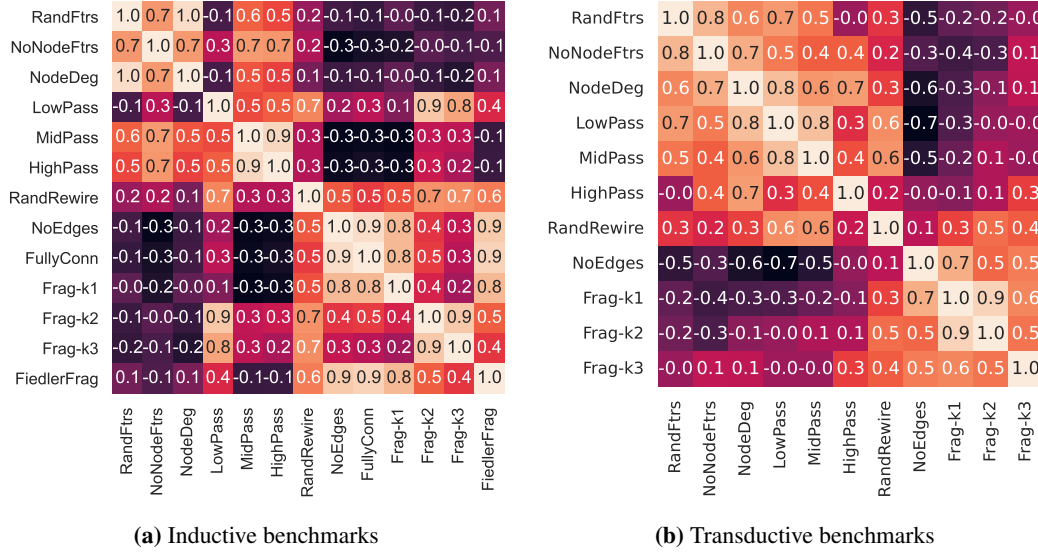 RandFtrs 1.0 0.7 1.0 -0.1 0.6 0.5 0.2 -0.1 -0.1 -0.0 -0.1 -0.2 0.1
NoNodeFtrs 0.7 1.0 0.7 0.3 0.7 0.7 0.2 -0.3 -0.3 -0.2 -0.0 -0.1 -0.1
NodeDeg 1.0 0.7 1.0 -0.1 0.5 0.5 0.1 -0.1 -0.1 -0.0 -0.1 -0.2 0.1
LowPass -0.1 0.3 -0.1 1.0 0.5 0.5 0.7 0.2 0.3 0.1 0.9 0.8 0.4
MidPass 0.6 0.7 0.5 0.5 1.0 0.9 0.3 -0.3 -0.3 -0.3 0.3 0.3 -0.1
HighPass 0.5 0.7 0.5 0.5 0.9 1.0 0.3 -0.3 -0.3 -0.3 0.3 0.2 -0.1
RandRewire 0.2 0.2 0.1 0.7 0.3 0.3 1.0 0.5 0.5 0.5 0.7 0.7 0.6
NoEdges -0.1 -0.3 -0.1 0.2 -0.3 -0.3 0.5 1.0 0.9 0.8 0.4 0.3 0.9
FullyConn -0.1 -0.3 -0.1 0.3 -0.3 -0.3 0.5 0.9 1.0 0.8 0.5 0.3 0.9
Frag-k1 -0.0 -0.2 -0.0 0.1 -0.3 -0.3 0.5 0.8 0.8 1.0 0.4 0.2 0.8
Frag-k2 -0.1 -0.0 -0.1 0.9 0.3 0.3 0.7 0.4 0.5 0.4 1.0 0.9 0.5
Frag-k3 -0.2 -0.1 -0.2 0.8 0.3 0.2 0.7 0.3 0.3 0.2 0.9 1.0 0.4
FiedlerFrag 0.1 -0.1 0.1 0.4 -0.1 -0.1 0.6 0.9 0.9 0.8 0.5 0.4 1.0
RandFtrs NoNodeFtrs NodeDeg LowPass MidPass HighPass RandRewire NoEdges FullyConn Frag-k1 Frag-k2 Frag-k3 FiedlerFrag
(a) Inductive benchmarks
RandFtrs 1.0 0.8 0.6 0.7 0.5 -0.0 0.3 -0.5 -0.2 -0.2 -0.0
NoNodeFtrs 0.8 1.0 0.7 0.5 0.4 0.4 0.2 -0.3 -0.4 -0.3 0.1
NodeDeg 0.6 0.7 1.0 0.8 0.6 0.7 0.3 -0.6 -0.3 -0.1 0.1
LowPass 0.7 0.5 0.8 1.0 0.8 0.3 0.6 -0.7 -0.3 -0.0 -0.0
MidPass 0.5 0.4 0.6 0.8 1.0 0.4 0.6 -0.5 -0.2 0.1 -0.0
HighPass -0.0 0.4 0.7 0.3 0.4 1.0 0.2 -0.0 -0.1 0.1 0.3
RandRewire 0.3 0.2 0.3 0.6 0.6 0.2 1.0 0.1 0.3 0.5 0.4
NoEdges -0.5 -0.3 -0.6 -0.7 -0.5 -0.0 0.1 1.0 0.7 0.5 0.5
Frag-k1 -0.2 -0.4 -0.3 -0.3 -0.2 -0.1 0.3 0.7 1.0 0.9 0.6
Frag-k2 -0.2 -0.3 -0.1 -0.0 0.1 0.1 0.5 0.5 0.9 1.0 0.5
Frag-k3 -0.0 0.1 0.1 -0.0 -0.0 0.3 0.4 0.5 0.6 0.5 1.0
RandFtrs NoNodeFtrs NodeDeg LowPass MidPass HighPass RandRewire NoEdges Frag-k1 Frag-k2 Frag-k3
(b) Transductive benchmarks